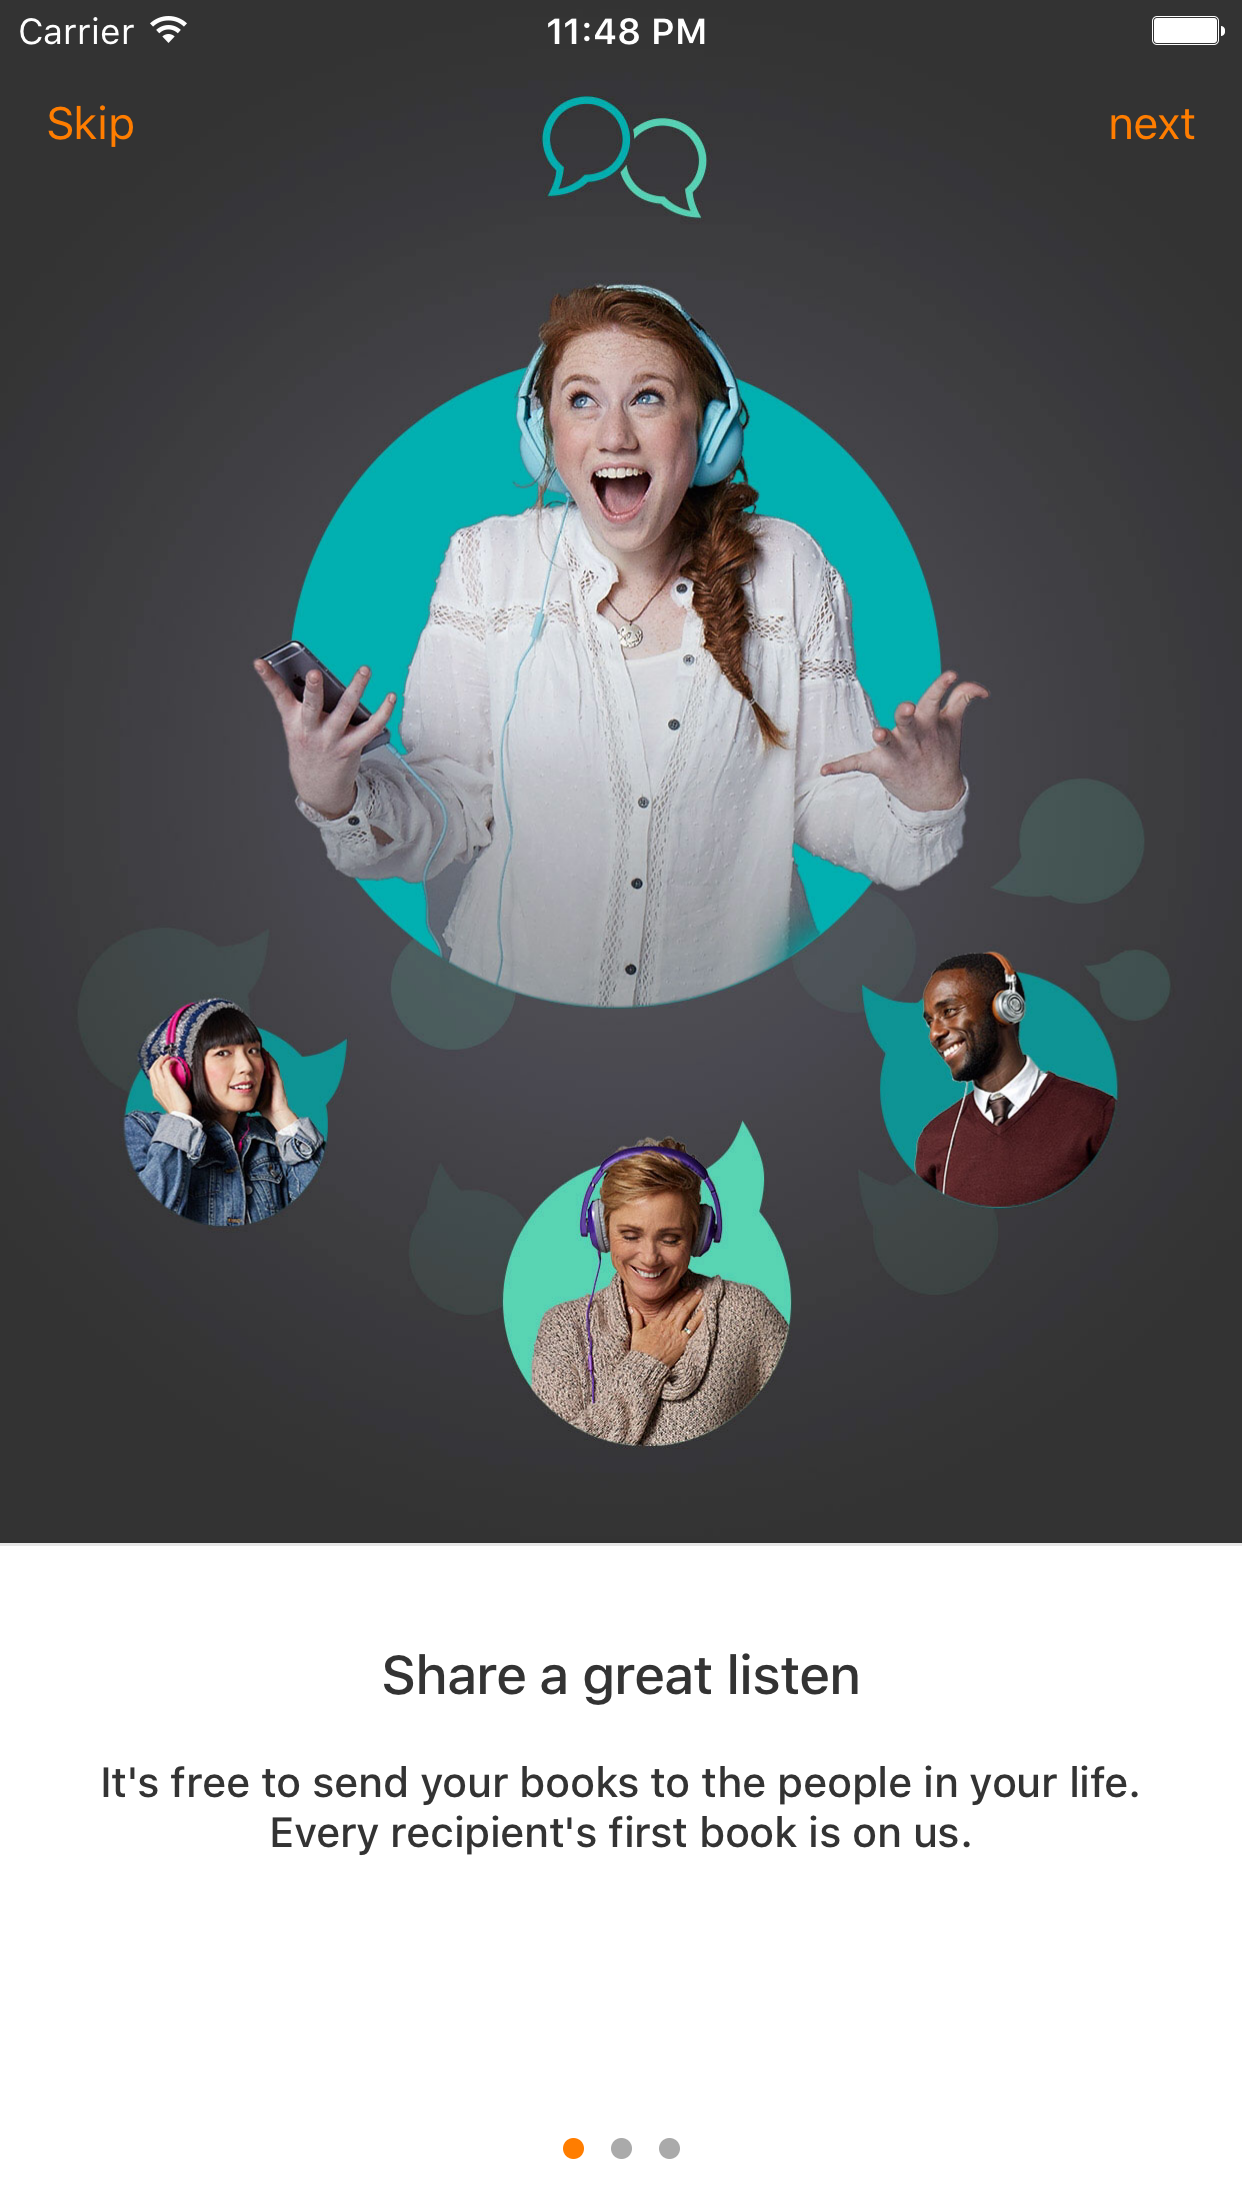 Carrier 11:48 PM
Skip next
Share a great listen
It's free to send your books to the people in your life.
Every recipient's first book is on us.